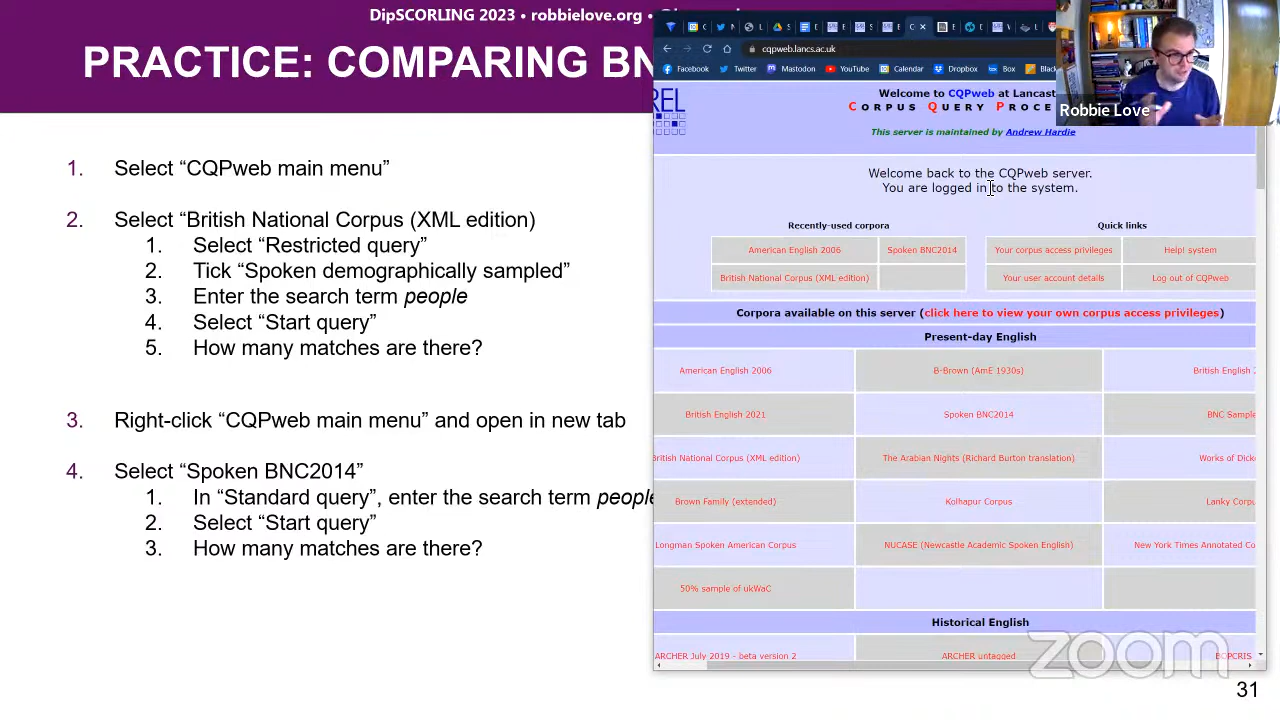 DipSCORLING 2023 • robbielove.org •
PRACTICE: COMPARING BN
1. Select “CQPweb main menu”
2. Select “British National Corpus (XML edition)
1. Select “Restricted query”
2. Tick “Spoken demographically sampled”
3. Enter the search term people
4. Select “Start query”
5. How many matches are there?
3. Right-click “CQPweb main menu” and open in new tab
4. Select “Spoken BNC2014”
1. In “Standard query”, enter the search term people
2. Select “Start query”
3. How many matches are there?
cqpweb.lancs.ac.uk
Facebook Twitter Mastodon YouTube Calendar Dropbox Box Black
REL
Welcome to CQPweb at Lancast
CORPUS QUERY PROCE
This server is maintained by Andrew Hardie
Welcome back to the CQPweb server.
You are logged in to the system.
Recently-used corpora Quick links
American English 2006 Spoken BNC2014 Your corpus access privileges Help! system
British National Corpus (XML edition) Your user account details Log out of CQPweb
Corpora available on this server (click here to view your own corpus access privileges)
Present-day English
American English 2006 B-Brown (AmE 1930s) British English
British English 2021 Spoken BNC2014 BNC Sample
British National Corpus (XML edition) The Arabian Nights (Richard Burton translation) Works of Dick
Brown Family (extended) Kolhapur Corpus Lanky Corpu
Longman Spoken American Corpus NUCASE (Newcastle Academic Spoken English) New York Times Annotated Co
50% sample of ukWaC
Historical English
ARCHER July 2019 - beta version 2 ARCHER untagged BOPCRIS
Robbie Love
zoom
31